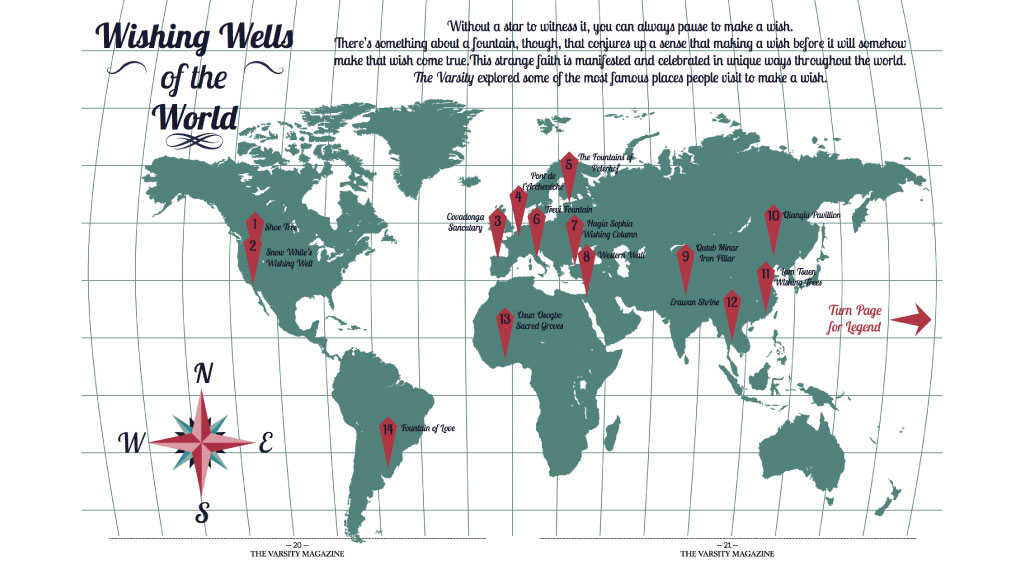 Wishing Wells
of the
World
Without a star to witness it, you can always pause to make a wish.
There's something about a fountain, though, that conjures up a sense that making a wish before it will somehow
make that wish come true. This strange faith is manifested and celebrated in unique ways throughout the world.
The Varsity explored some of the most famous places people visit to make a wish.
1 Shoe Tree
2 Snow White's
Wishing Well
3 Covadonga
Sanctuary
4 Pont de
l'Archevêché
5 The Fountains of
Peterhof
6 Trevi Fountain
7 Hagia Sophia
Wishing Column
8 Western Wall
9 Qutub Minar
Iron Pillar
10 Qianqiu Pavillion
11 Lam Tsuen
Wishing Trees
12 Erawan Shrine
13 Osun Osogbo
Sacred Groves
14 Fountain of Love
Turn Page
for Legend
N
W
E
S
— 20 —
THE VARSITY MAGAZINE
— 21 —
THE VARSITY MAGAZINE